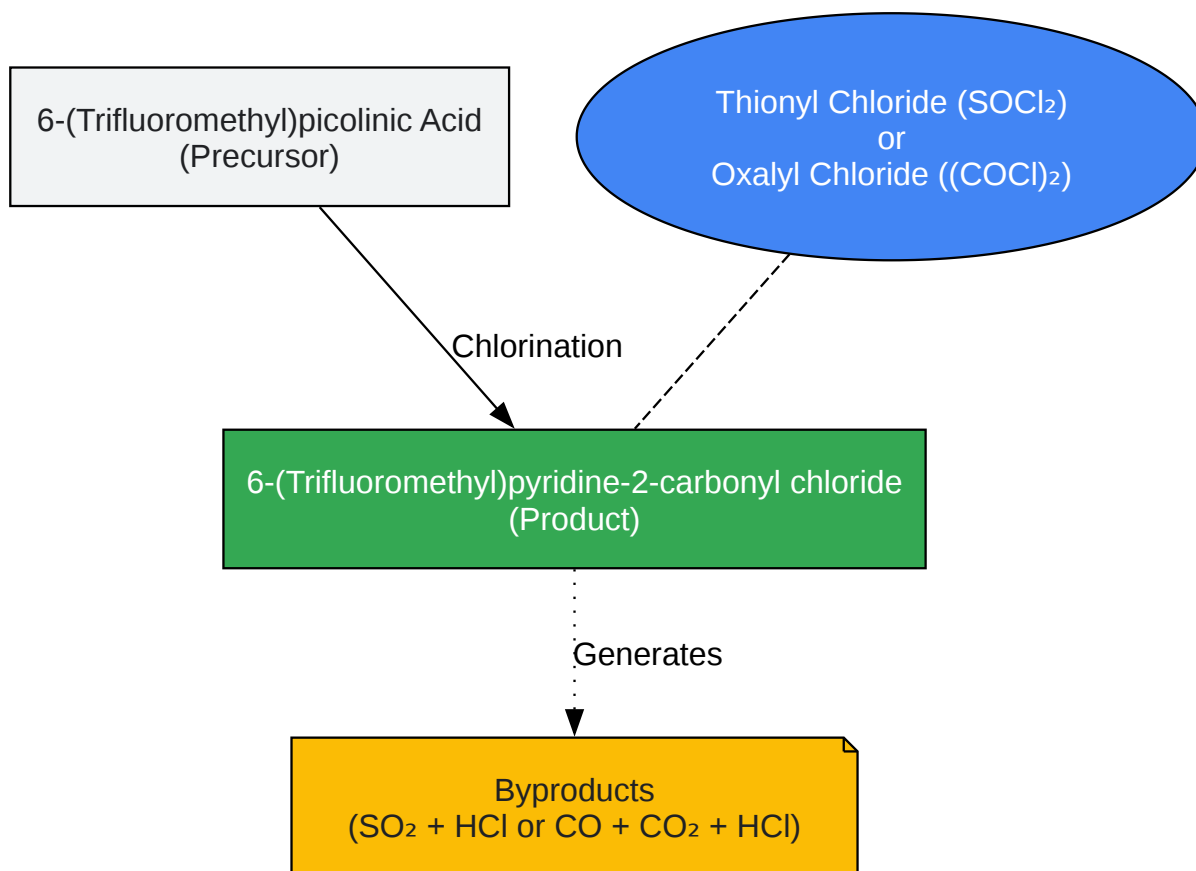 6-(Trifluoromethyl)picolinic Acid
(Precursor)
Thionyl Chloride (SOCl₂)
or
Oxalyl Chloride ((COCl)₂)
Chlorination
6-(Trifluoromethyl)pyridine-2-carbonyl chloride
(Product)
Generates
Byproducts
(SO₂ + HCl or CO + CO₂ + HCl)